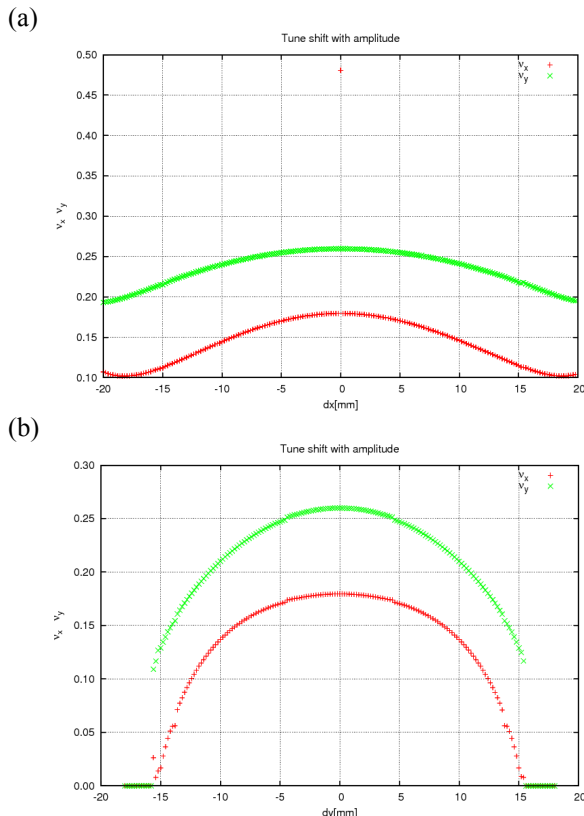 (a)
Tune shift with amplitude
0.50
0.45
0.40
0.35
0.30
0.25
0.20
0.15
0.10
νx νy
νx
νy
-20 -15 -10 -5 0 5 10 15 20
dx[mm]
(b)
Tune shift with amplitude
0.30
0.25
0.20
0.15
0.10
0.05
0.00
νx νy
νx
νy
-20 -15 -10 -5 0 5 10 15 20
dy[mm]